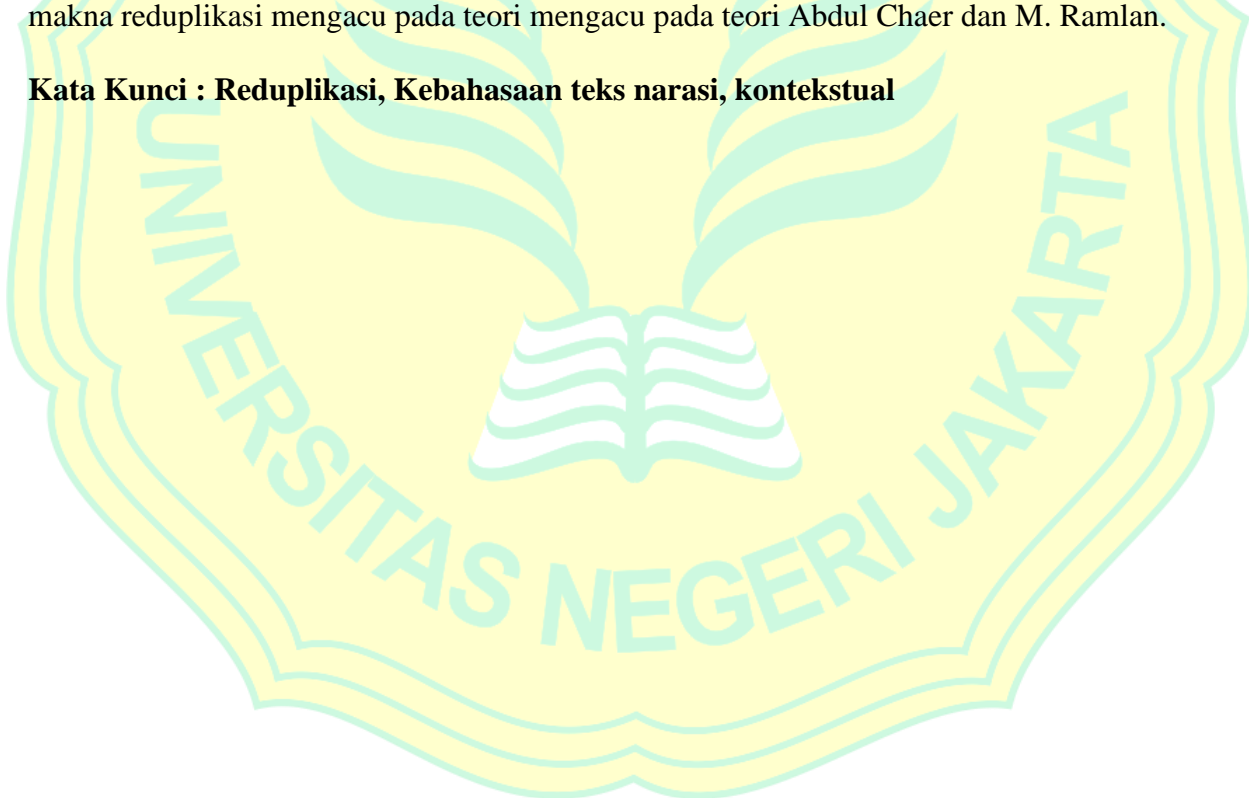 makna reduplikasi mengacu pada teori mengacu pada teori Abdul Chaer dan M. Ramlan.
Kata Kunci : Reduplikasi, Kebahasaan teks narasi, kontekstual
UNIVERSITAS NEGERI JAKARTA